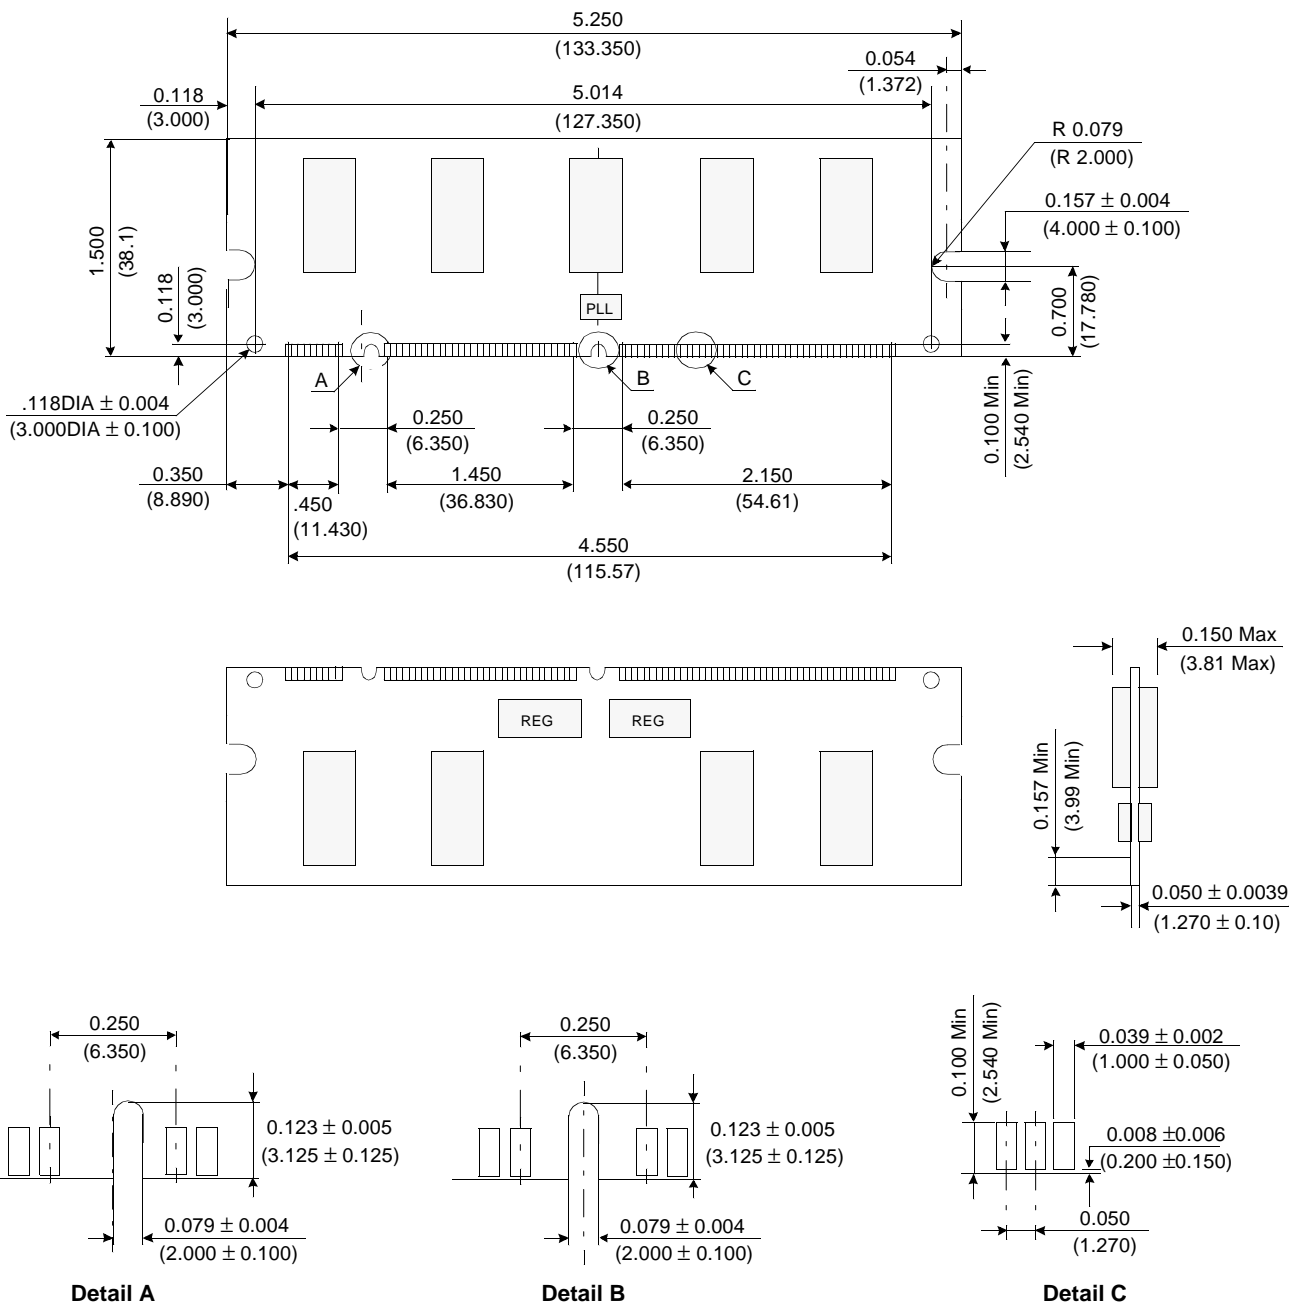 5.250
(133.350)
0.054
(1.372)
0.118
(3.000)
5.014
(127.350)
R 0.079
(R 2.000)
0.157 ± 0.004
(4.000 ± 0.100)
1.500
(38.1)
0.118
(3.000)
PLL
0.700
(17.780)
A
B
C
.118DIA ± 0.004
(3.000DIA ± 0.100)
0.250
(6.350)
0.250
(6.350)
0.100 Min
(2.540 Min)
0.350
(8.890)
.450
(11.430)
1.450
(36.830)
2.150
(54.61)
4.550
(115.57)
0.150 Max
(3.81 Max)
REG
REG
0.157 Min
(3.99 Min)
0.050 ± 0.0039
(1.270 ± 0.10)
0.250
(6.350)
0.123 ± 0.005
(3.125 ± 0.125)
0.079 ± 0.004
(2.000 ± 0.100)
Detail A
0.250
(6.350)
0.123 ± 0.005
(3.125 ± 0.125)
0.079 ± 0.004
(2.000 ± 0.100)
Detail B
0.100 Min
(2.540 Min)
0.039 ± 0.002
(1.000 ± 0.050)
0.008 ±0.006
(0.200 ±0.150)
0.050
(1.270)
Detail C